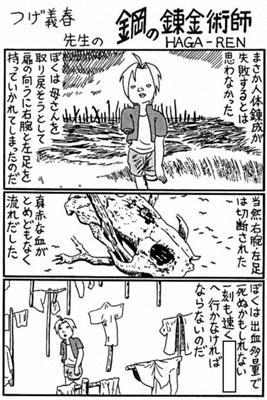 つげ義春
先生の
鋼の錬金術師
HAGA-REN
まさか人体錬成が
失敗するとは
思わなかった
ぼくは母さんを
取り戻そうとして
扉の向うに右腕と左足を
持っていかれてしまったのだ
当然右腕左足
は切断された
真赤な血が
とめどもなく
流れだした
ぼくは出血多量で
死ぬかもしれない
一刻も速く
へ行かなければ
ならないのだ